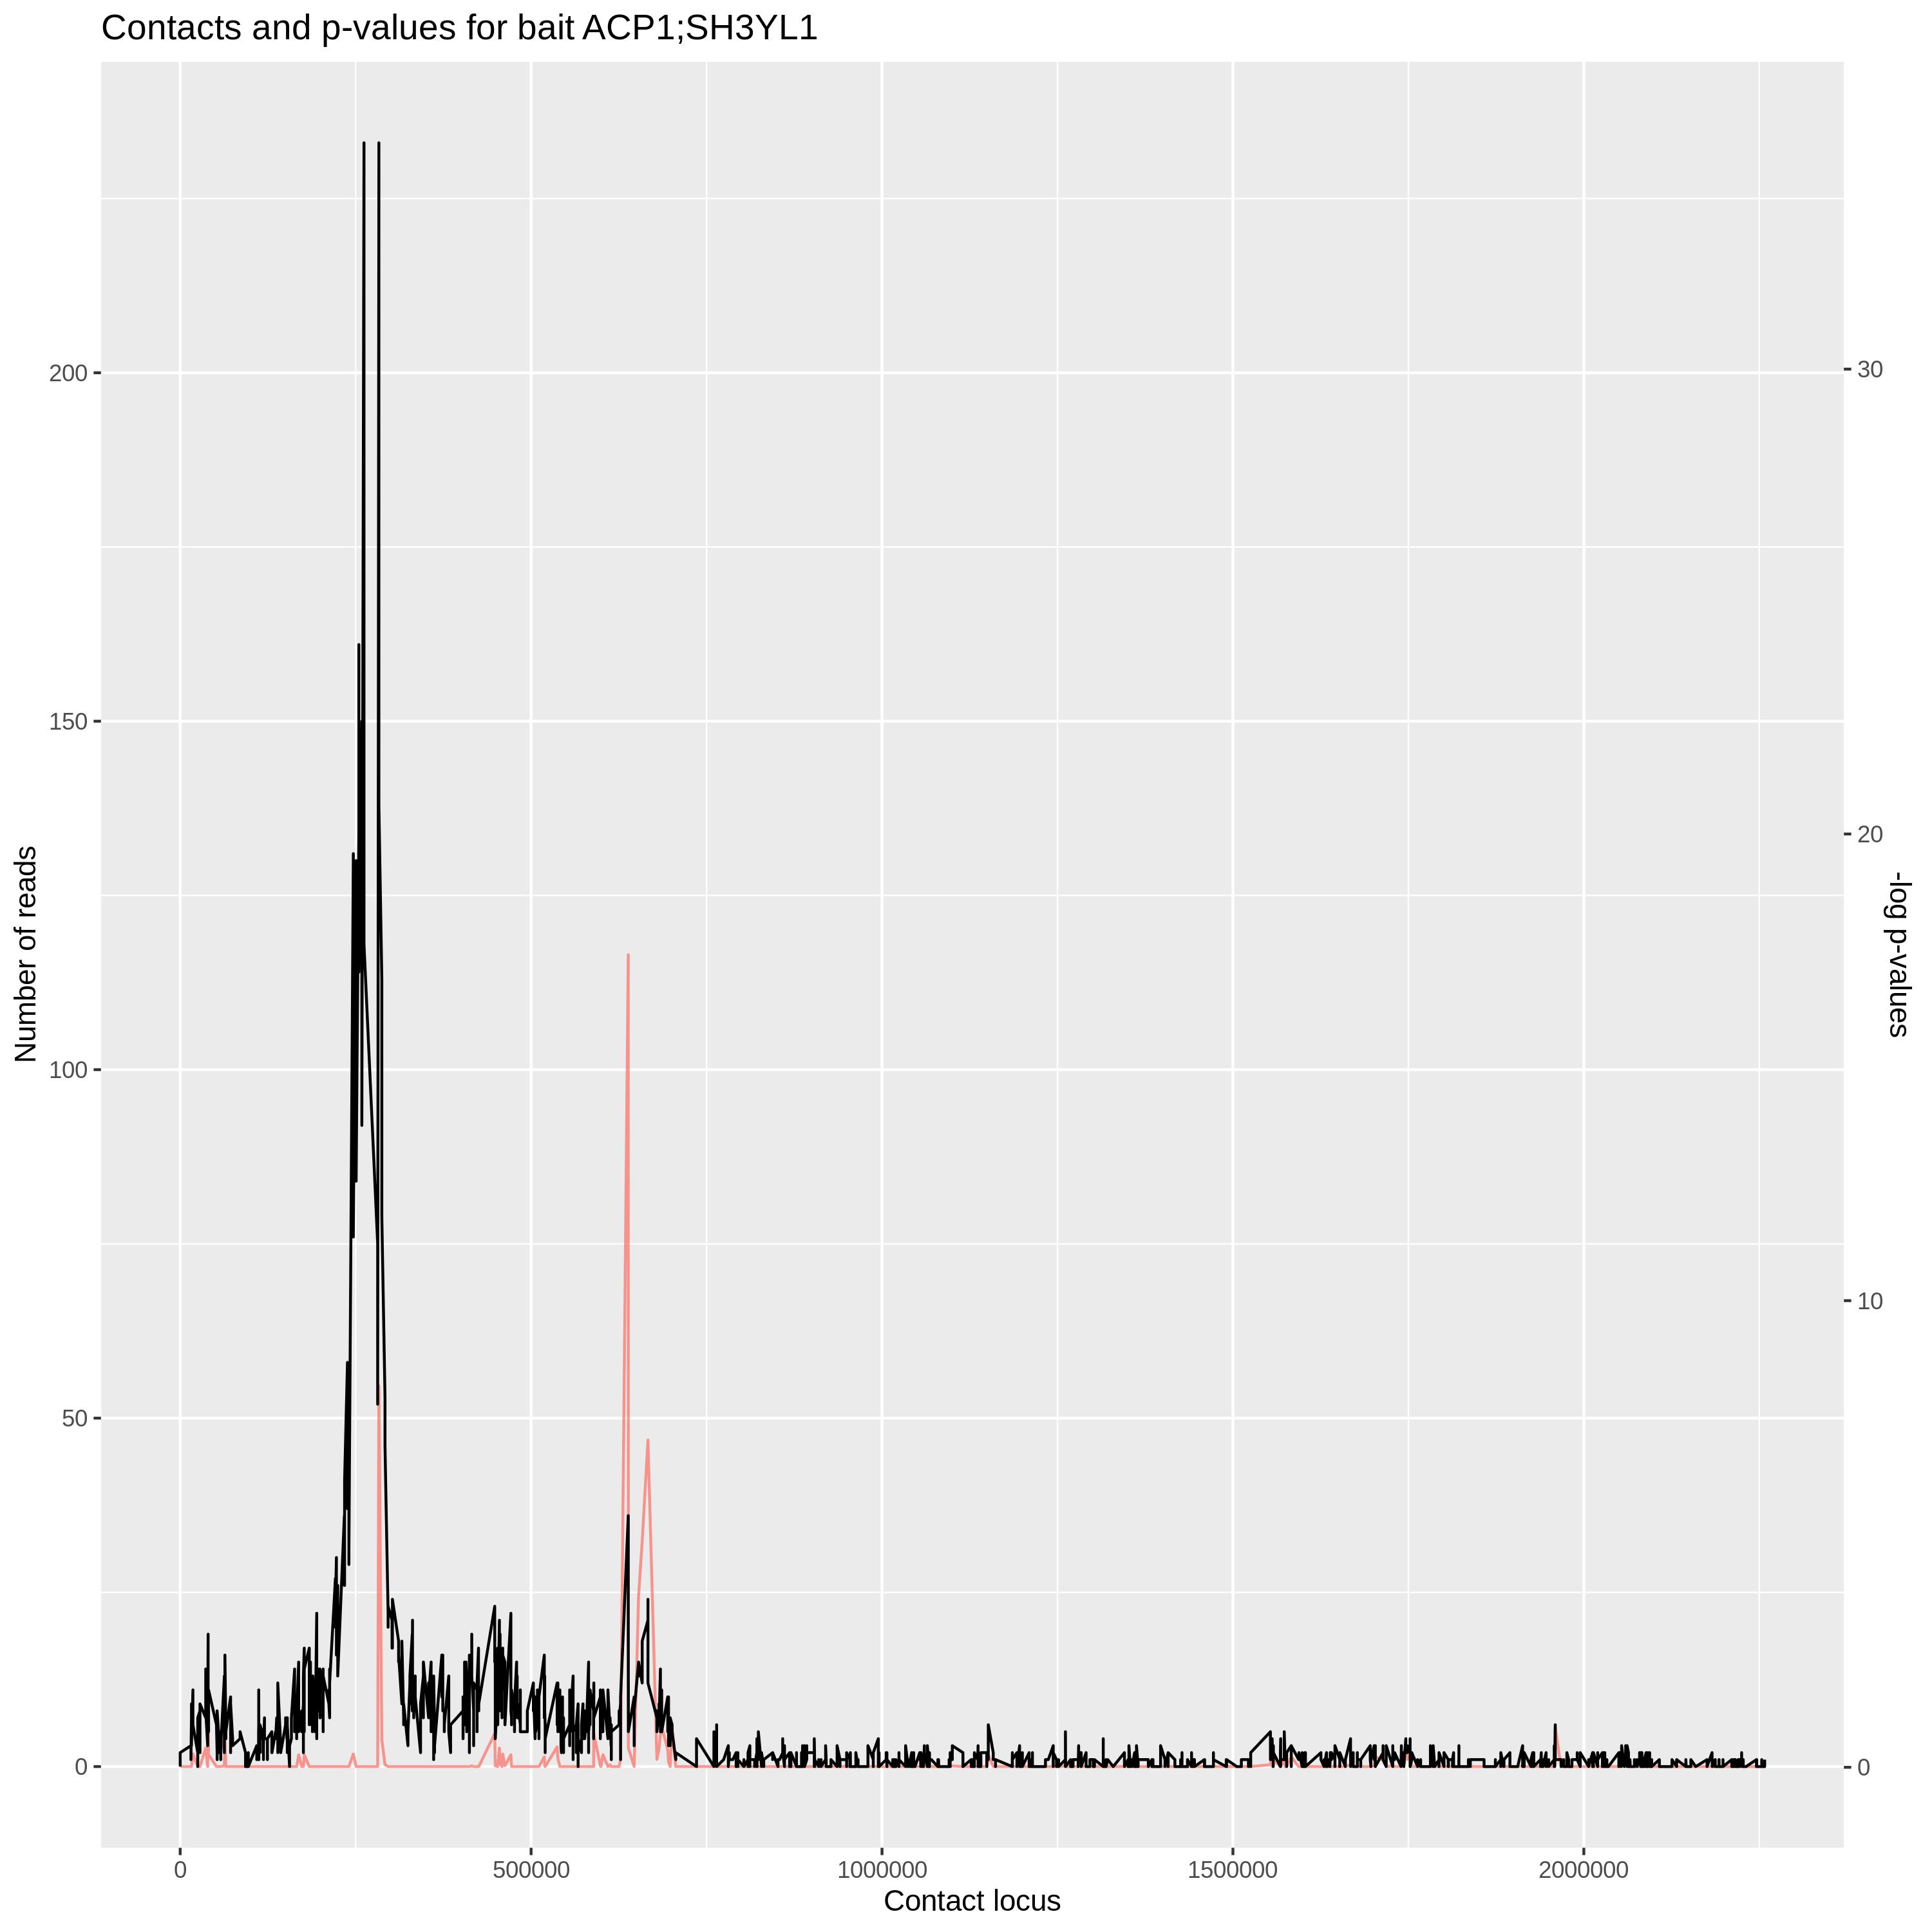 Contacts and p-values for bait ACP1;SH3YL1
Number of reads
200
150
100
50
0
30
20
10
0
-log p-values
0 500000 1000000 1500000 2000000
Contact locus